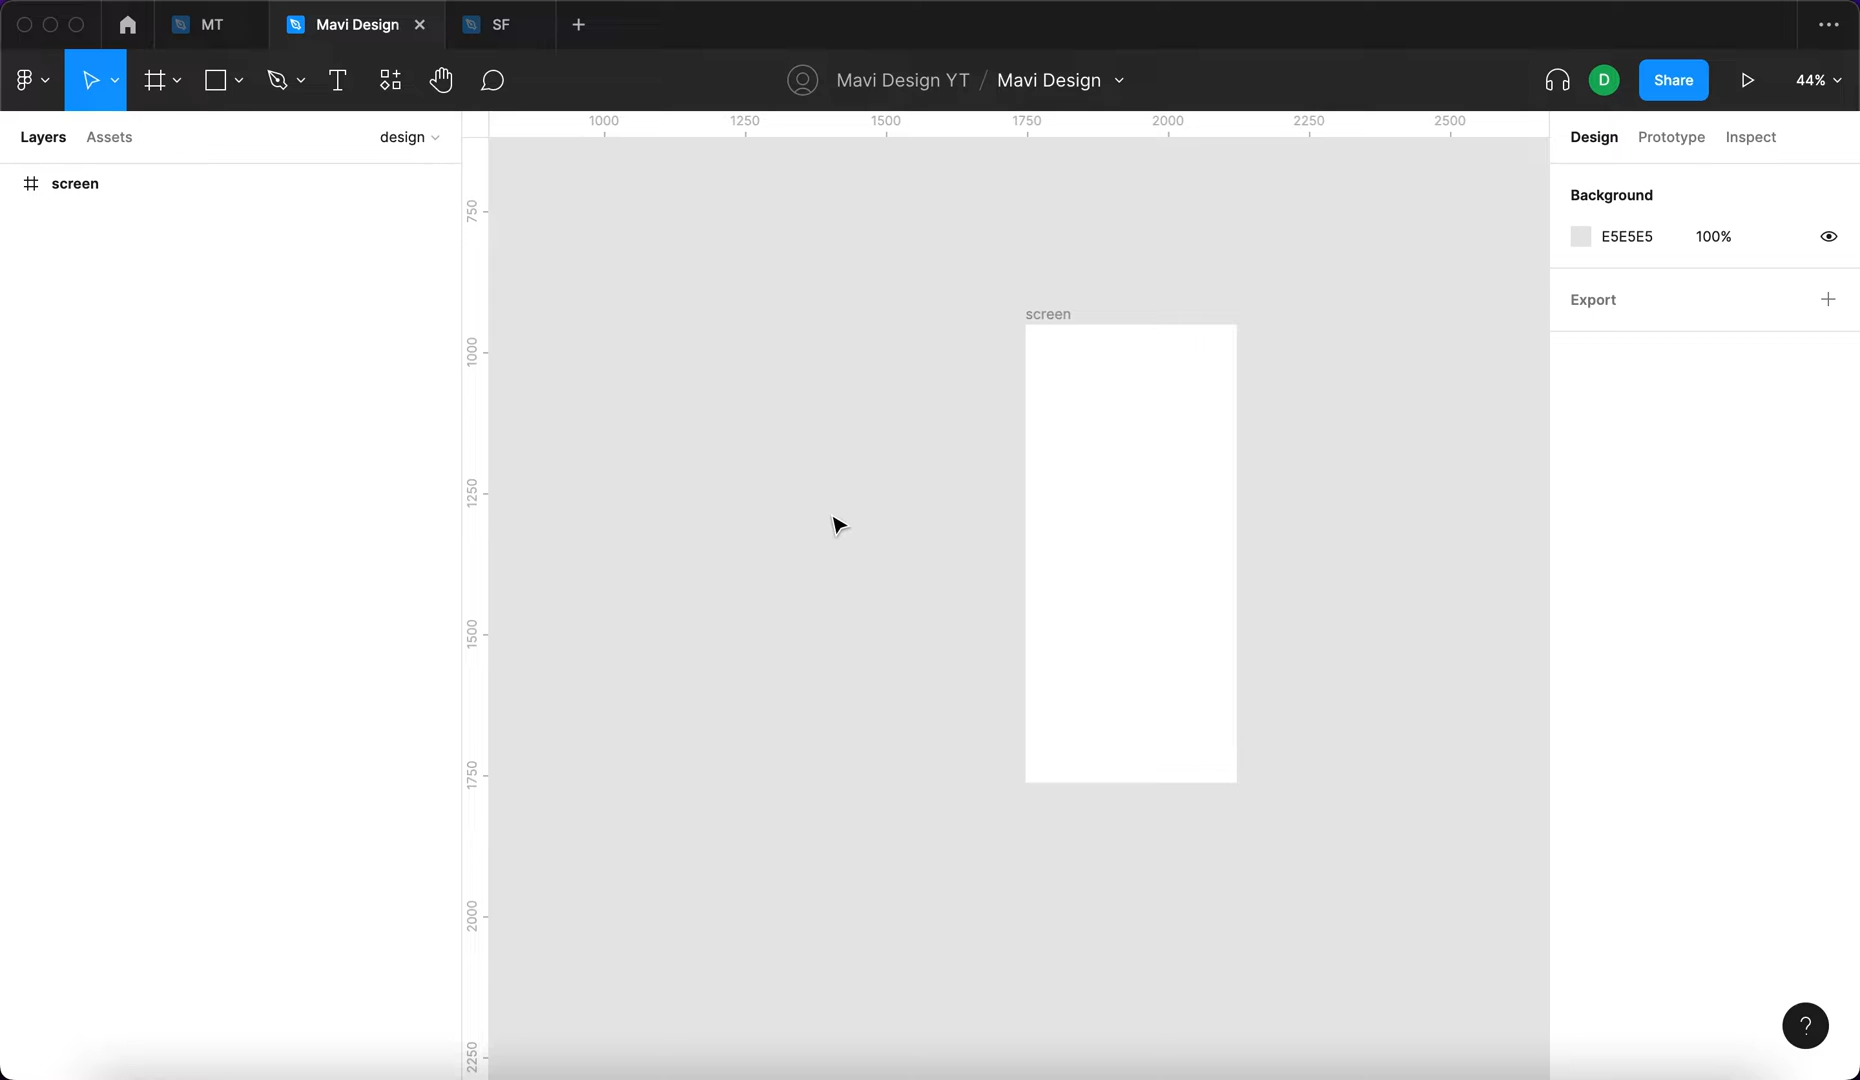 MT
Mavi Design
SF
Mavi Design YT / Mavi Design
D
Share
44%
Layers
Assets
design
1000
1250
1500
1750
2000
2250
2500
Design
Prototype
Inspect
screen
Background
E5E5E5
100%
Export
750
1000
1250
1500
1750
2000
2250
screen
?